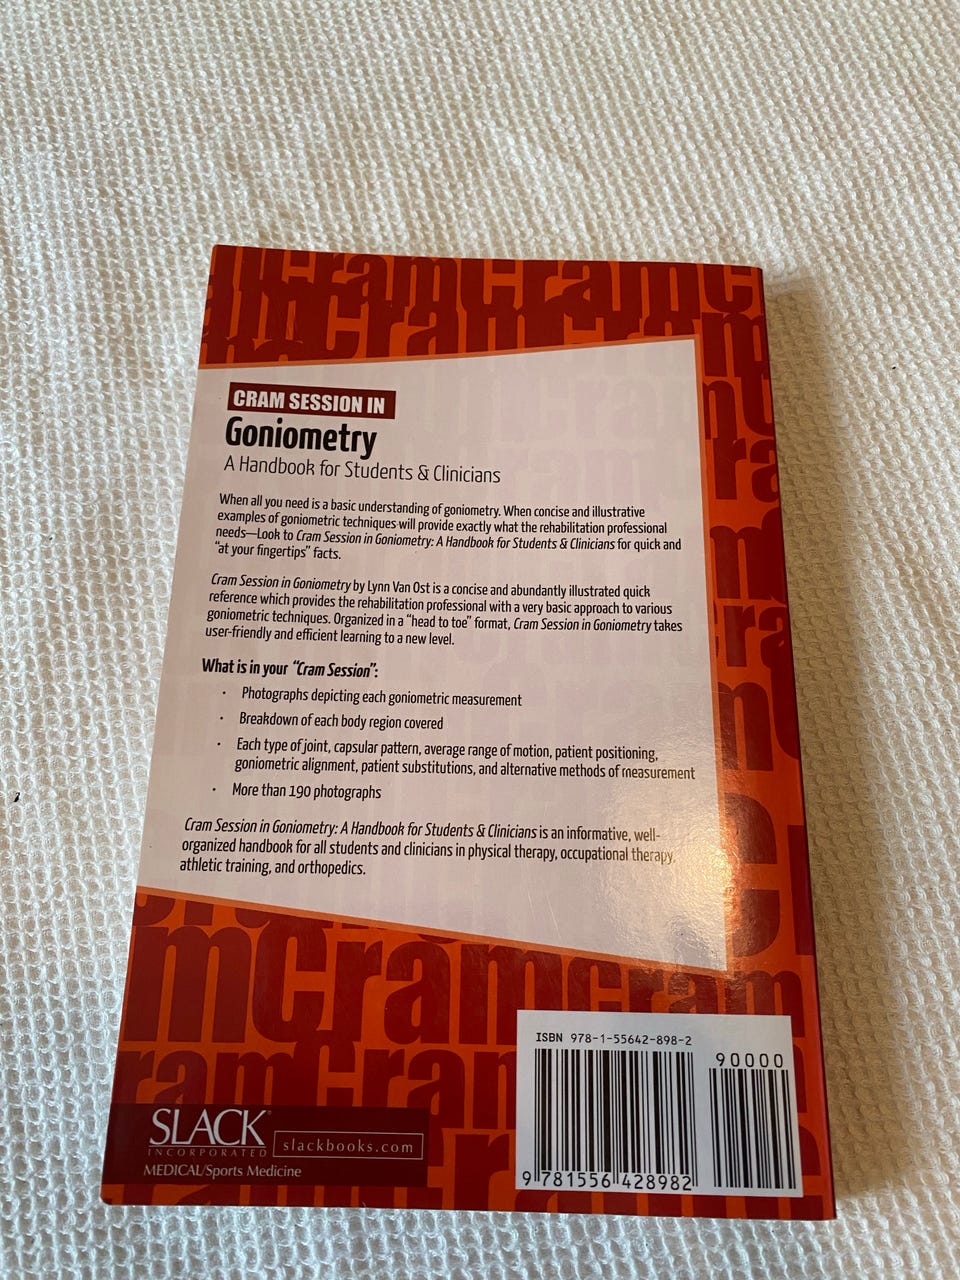 CRAM SESSION IN
Goniometry
A Handbook for Students & Clinicians
When all you need is a basic understanding of goniometry. When concise and illustrative
examples of goniometric techniques will provide exactly what the rehabilitation professional
needs—Look to Cram Session in Goniometry: A Handbook for Students & Clinicians for quick and
“at your fingertips” facts.
Cram Session in Goniometry by Lynn Van Ost is a concise and abundantly illustrated quick
reference which provides the rehabilitation professional with a very basic approach to various
goniometric techniques. Organized in a “head to toe” format, Cram Session in Goniometry takes
user-friendly and efficient learning to a new level.
What is in your “Cram Session”:
· Photographs depicting each goniometric measurement
· Breakdown of each body region covered
· Each type of joint, capsular pattern, average range of motion, patient positioning,
goniometric alignment, patient substitutions, and alternative methods of measurement
· More than 190 photographs
Cram Session in Goniometry: A Handbook for Students & Clinicians is an informative, well-
organized handbook for all students and clinicians in physical therapy, occupational therapy,
athletic training, and orthopedics.
mCramCram
ramCram
ISBN 978-1-55642-898-2
90000
9 781556 428982
SLACK®
INCORPORATED
slackbooks.com
MEDICAL/Sports Medicine